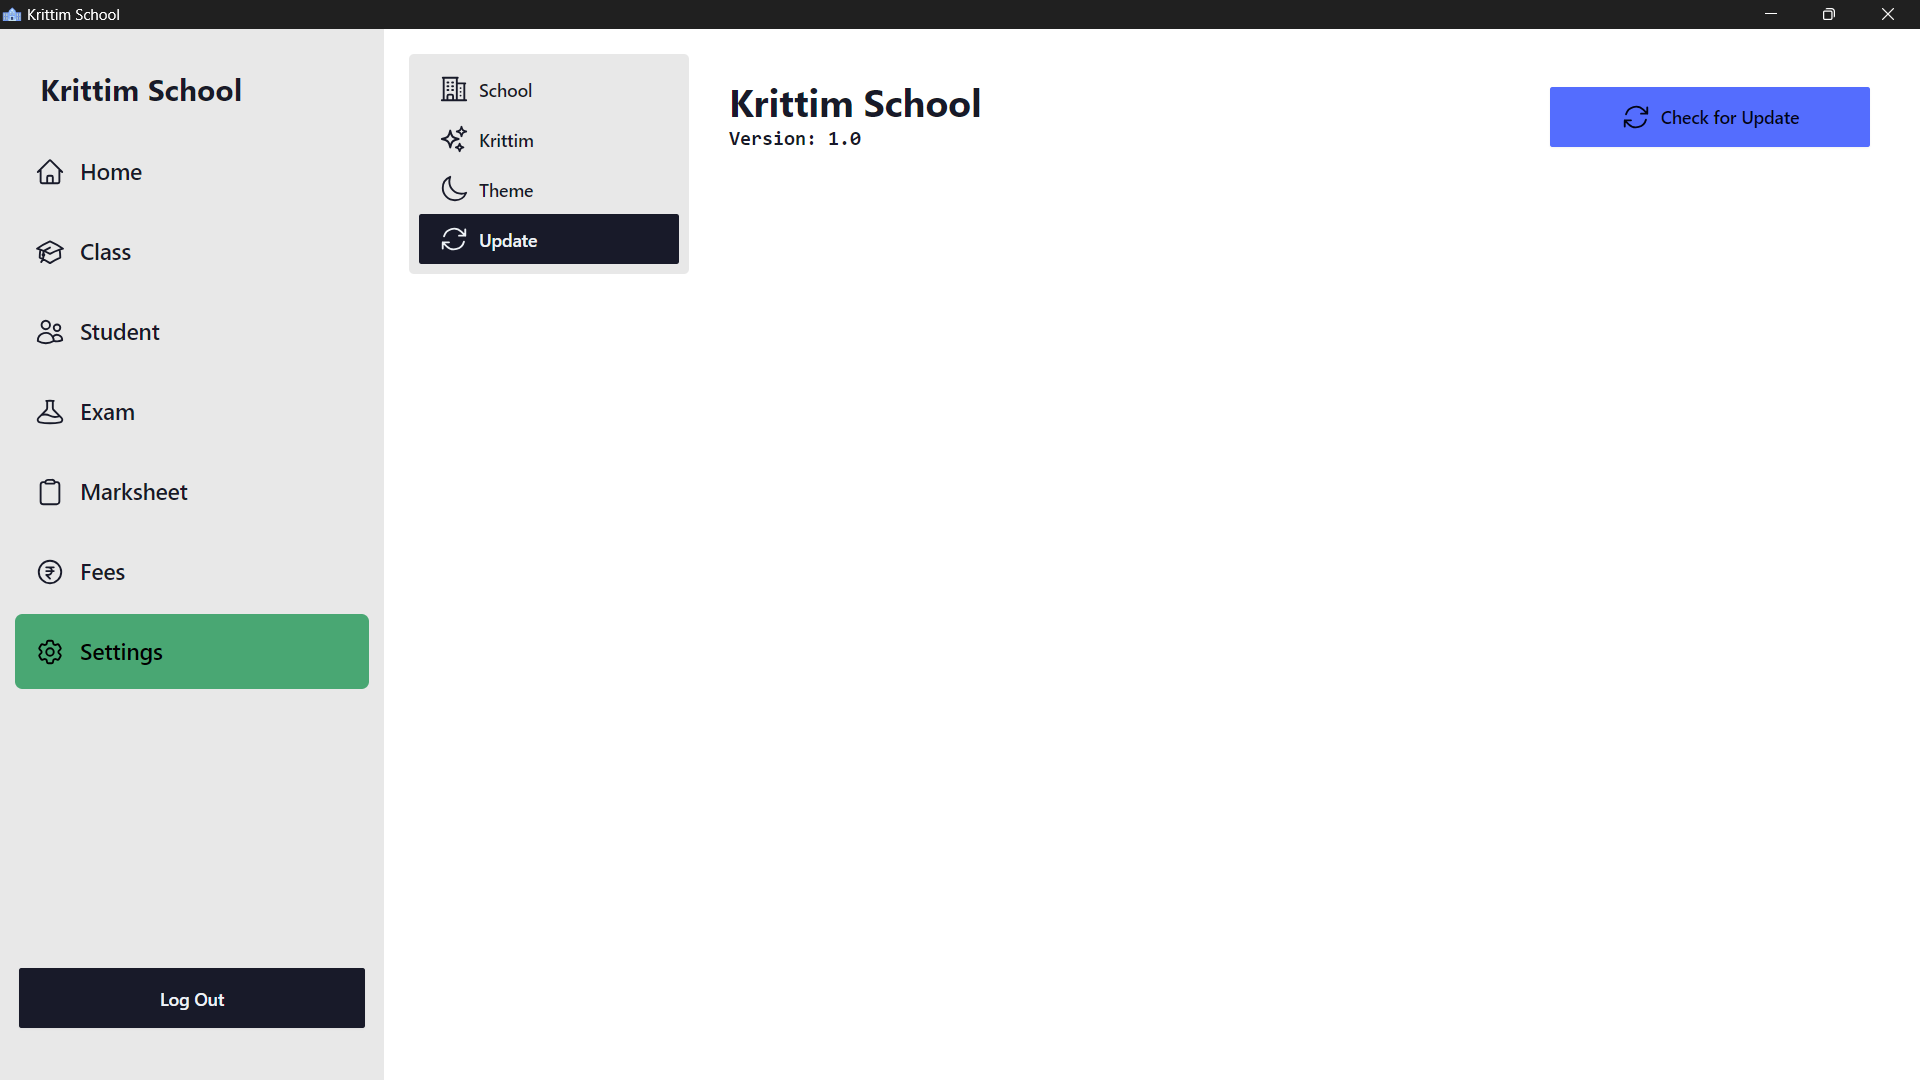 Krittim School
Krittim School
Home
Class
Student
Exam
Marksheet
Fees
Settings
Log Out
School
Krittim
Theme
Update
Krittim School
Version: 1.0
Check for Update